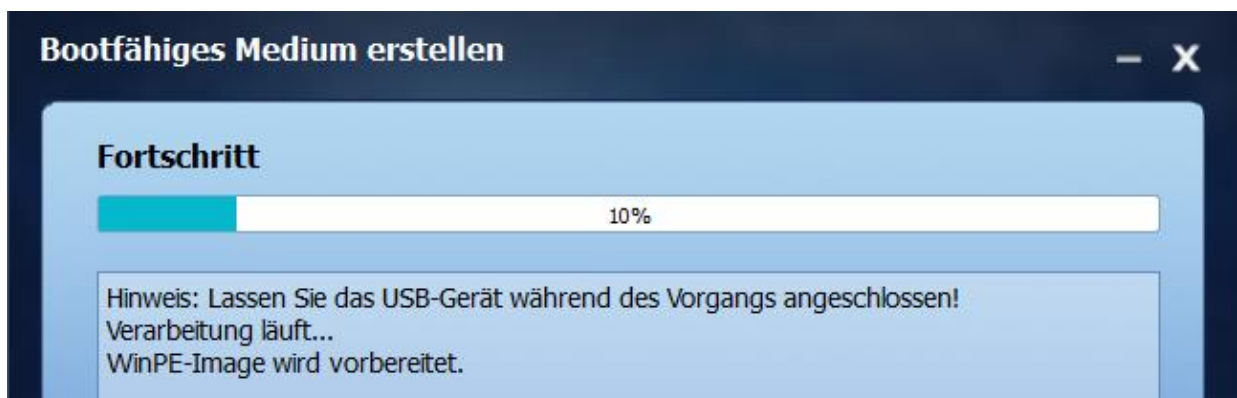 Bootfähiges Medium erstellen
Fortschritt
10%
Hinweis: Lassen Sie das USB-Gerät während des Vorgangs angeschlossen!
Verarbeitung läuft...
WinPE-Image wird vorbereitet.